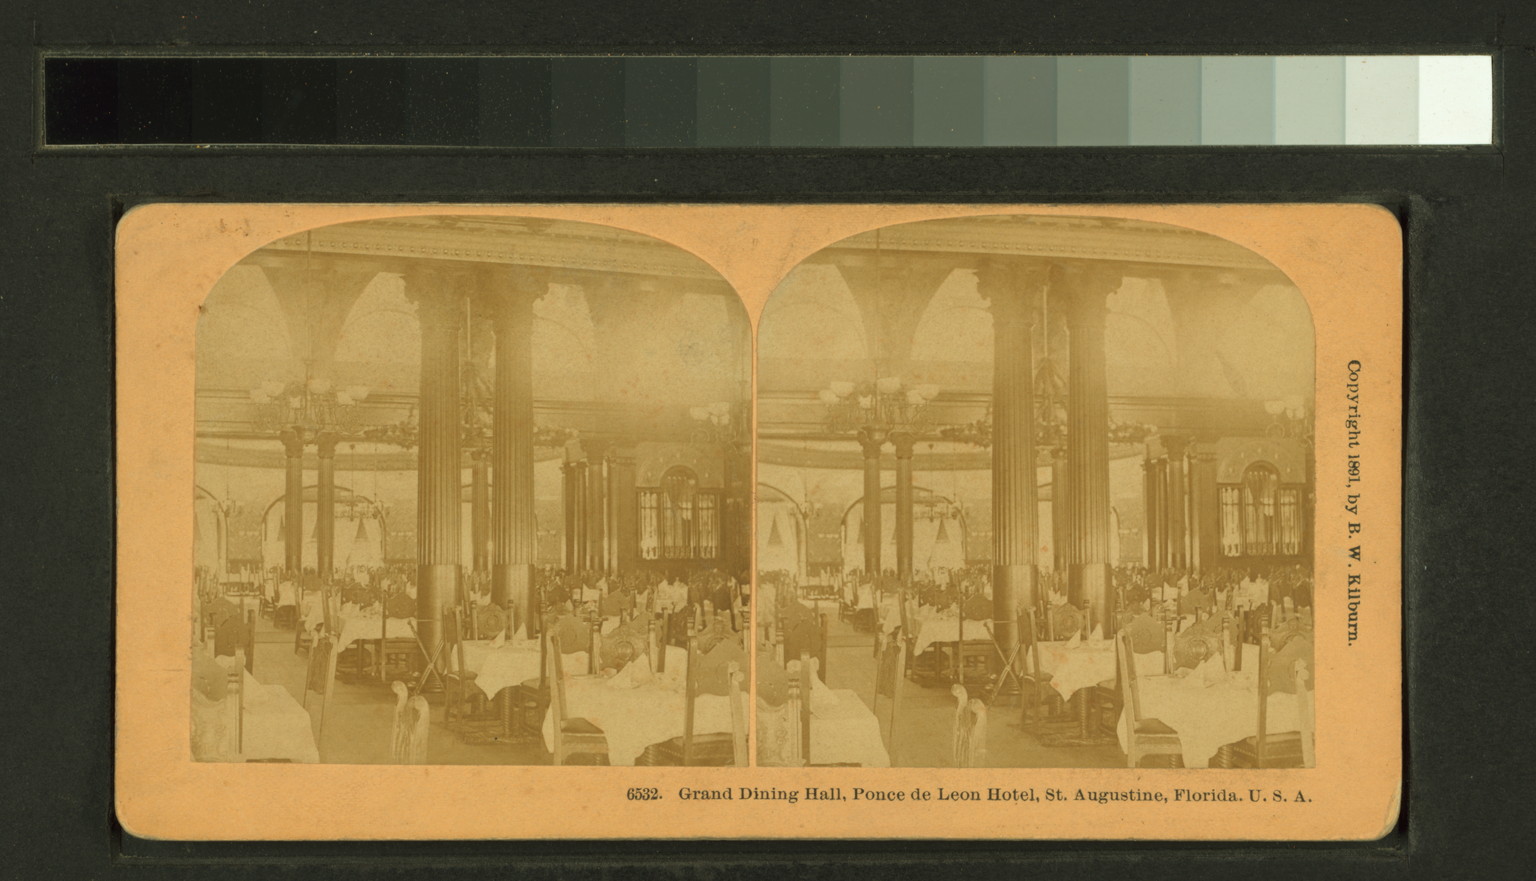 Copyright 1891, by B. W. Kilburn.
6532. Grand Dining Hall, Ponce de Leon Hotel, St. Augustine, Florida. U. S. A.